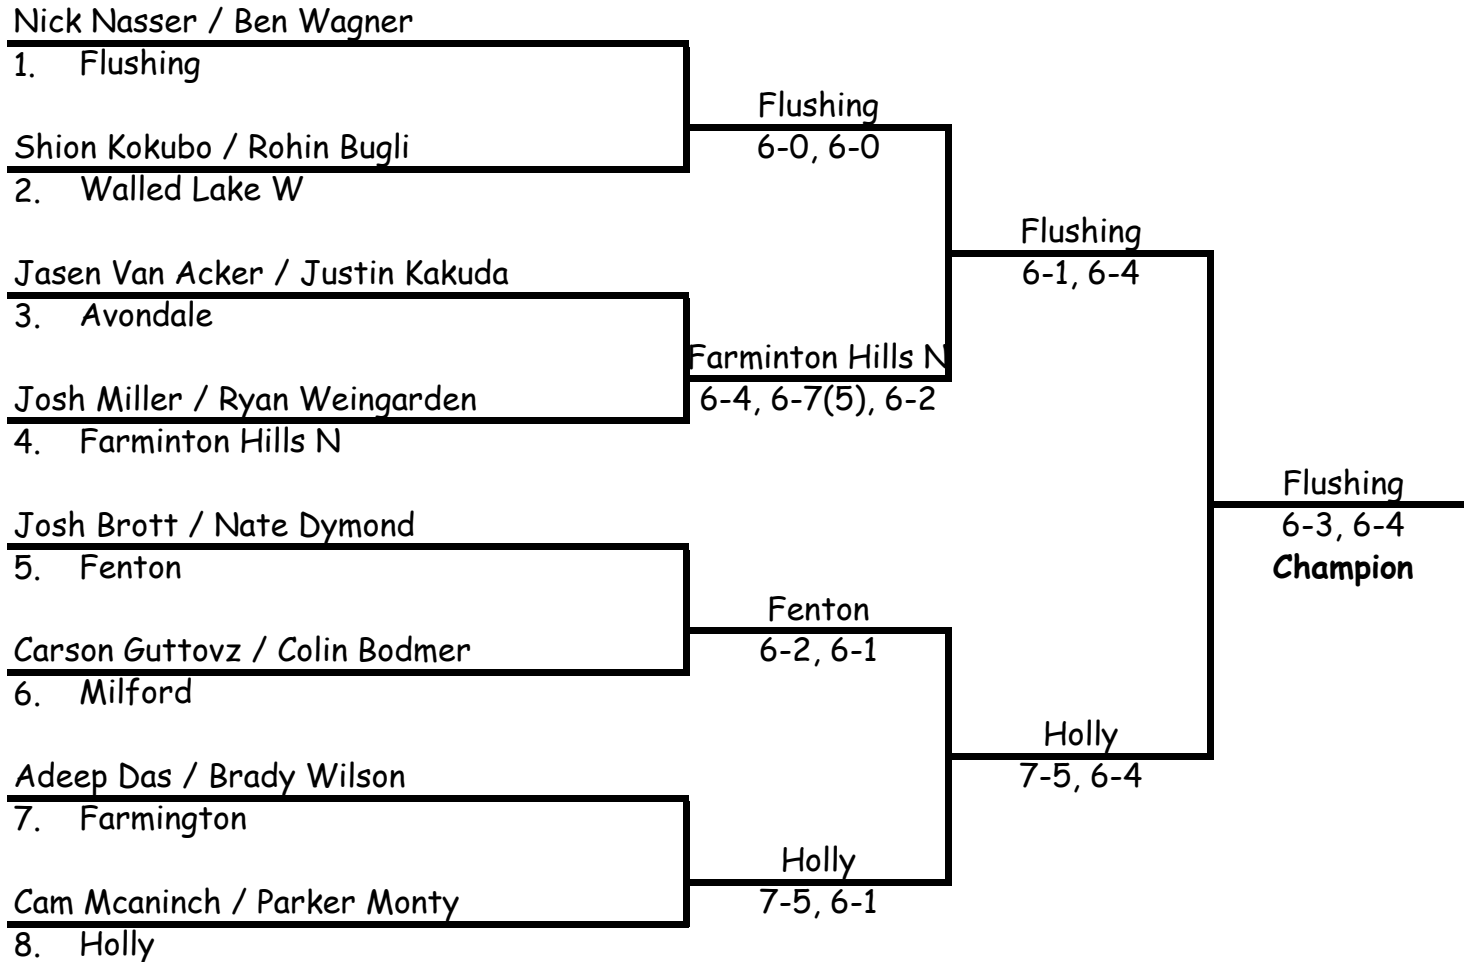 Nick Nasser / Ben Wagner
1. Flushing
Flushing
6-0, 6-0
Shion Kokubo / Rohin Bugli
2. Walled Lake W
Flushing
6-1, 6-4
Jasen Van Acker / Justin Kakuda
3. Avondale
Farminton Hills N
6-4, 6-7(5), 6-2
Josh Miller / Ryan Weingarden
4. Farminton Hills N
Flushing
6-3, 6-4
Champion
Josh Brott / Nate Dymond
5. Fenton
Fenton
6-2, 6-1
Carson Guttovz / Colin Bodmer
6. Milford
Holly
7-5, 6-4
Adeep Das / Brady Wilson
7. Farmington
Holly
7-5, 6-1
Cam Mcaninch / Parker Monty
8. Holly